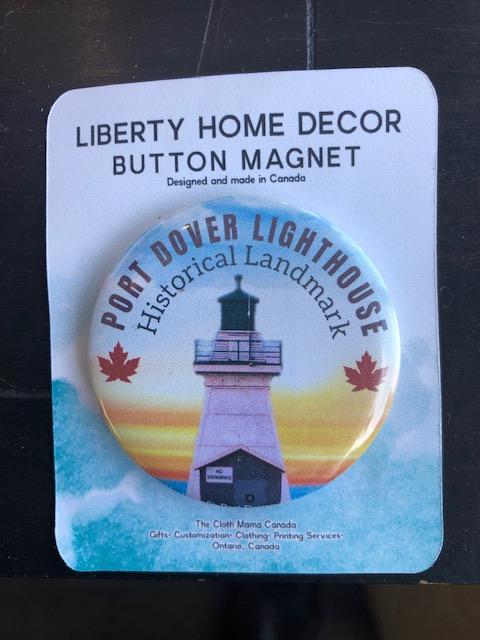 LIBERTY HOME DECOR
BUTTON MAGNET
Designed and made in Canada
PORT DOVER LIGHTHOUSE
Historical Landmark
NO
SWIMMING
The Cloth Mama Canada
Gifts• Customization• Clothing• Printing Services•
Ontario, Canada